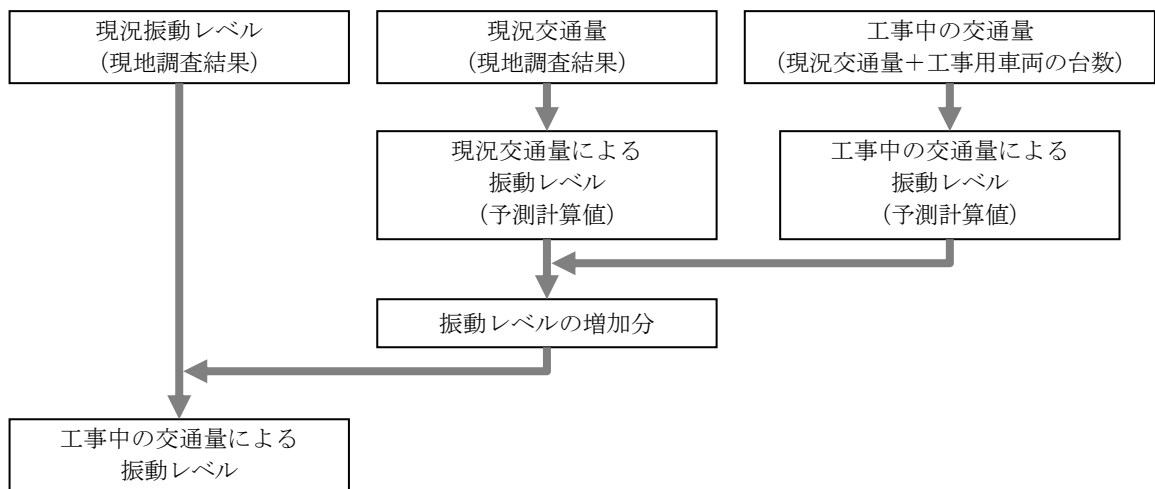 現況振動レベル
(現地調査結果)
現況交通量
(現地調査結果)
工事中の交通量
(現況交通量＋工事用車両の台数)
現況交通量による
振動レベル
(予測計算値)
工事中の交通量による
振動レベル
(予測計算値)
振動レベルの増加分
工事中の交通量による
振動レベル